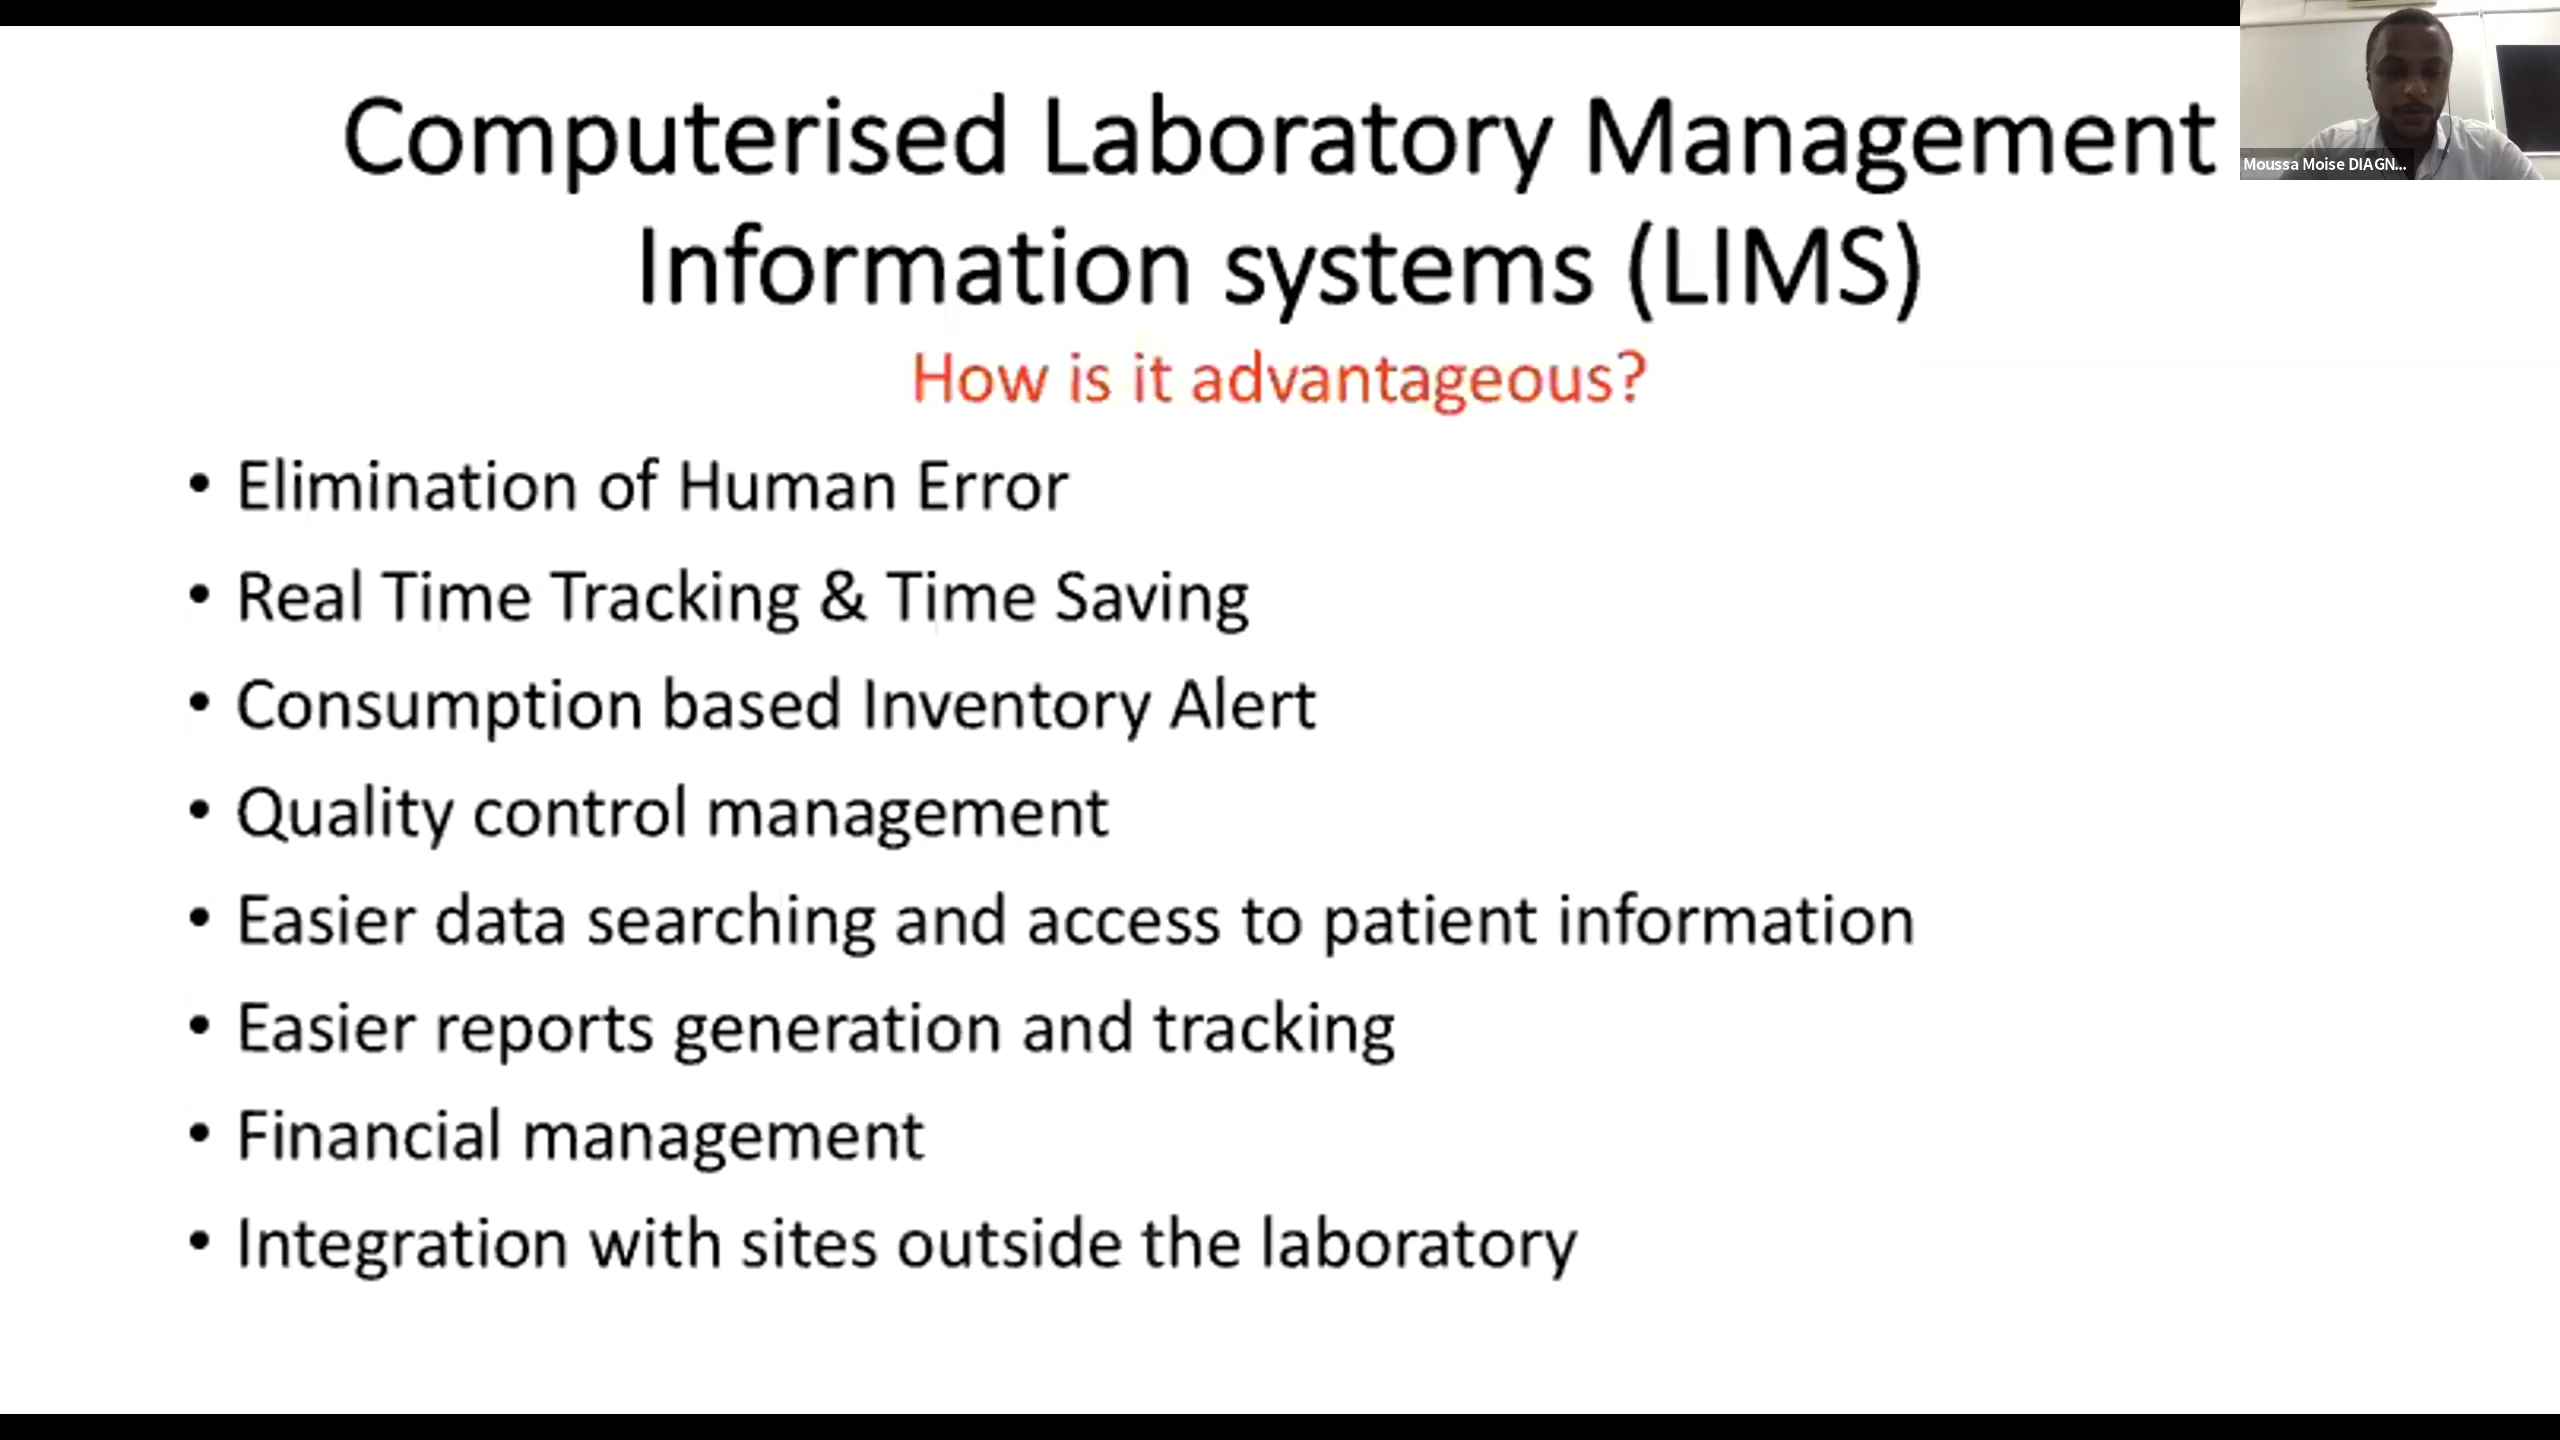 Computerised Laboratory Management
Information systems (LIMS)
How is it advantageous?
• Elimination of Human Error
• Real Time Tracking & Time Saving
• Consumption based Inventory Alert
• Quality control management
• Easier data searching and access to patient information
• Easier reports generation and tracking
• Financial management
• Integration with sites outside the laboratory
Moussa Moise DIAGN...